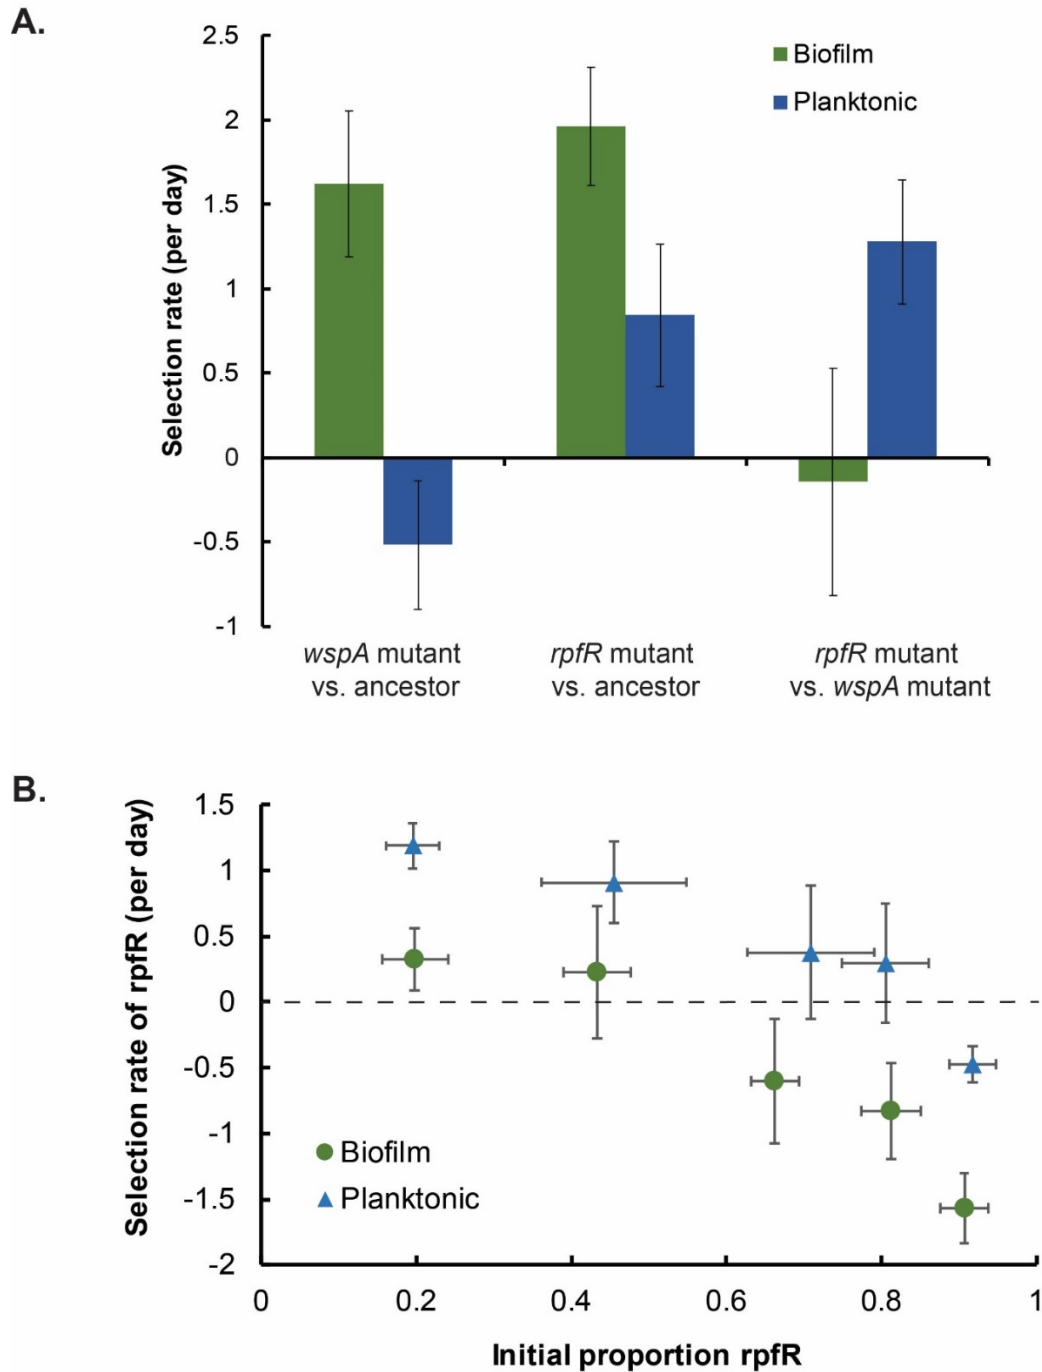 A.
Selection rate (per day)
2.5
2
1.5
1
0.5
0
-0.5
-1
Biofilm
Planktonic
wspA mutant
vs. ancestor
rpfR mutant
vs. ancestor
rpfR mutant
vs. wspA mutant
B.
Selection rate of rpfR (per day)
1.5
1
0.5
0
-0.5
-1
-1.5
-2
Biofilm
Planktonic
0
0.2
0.4
0.6
0.8
1
Initial proportion rpfR